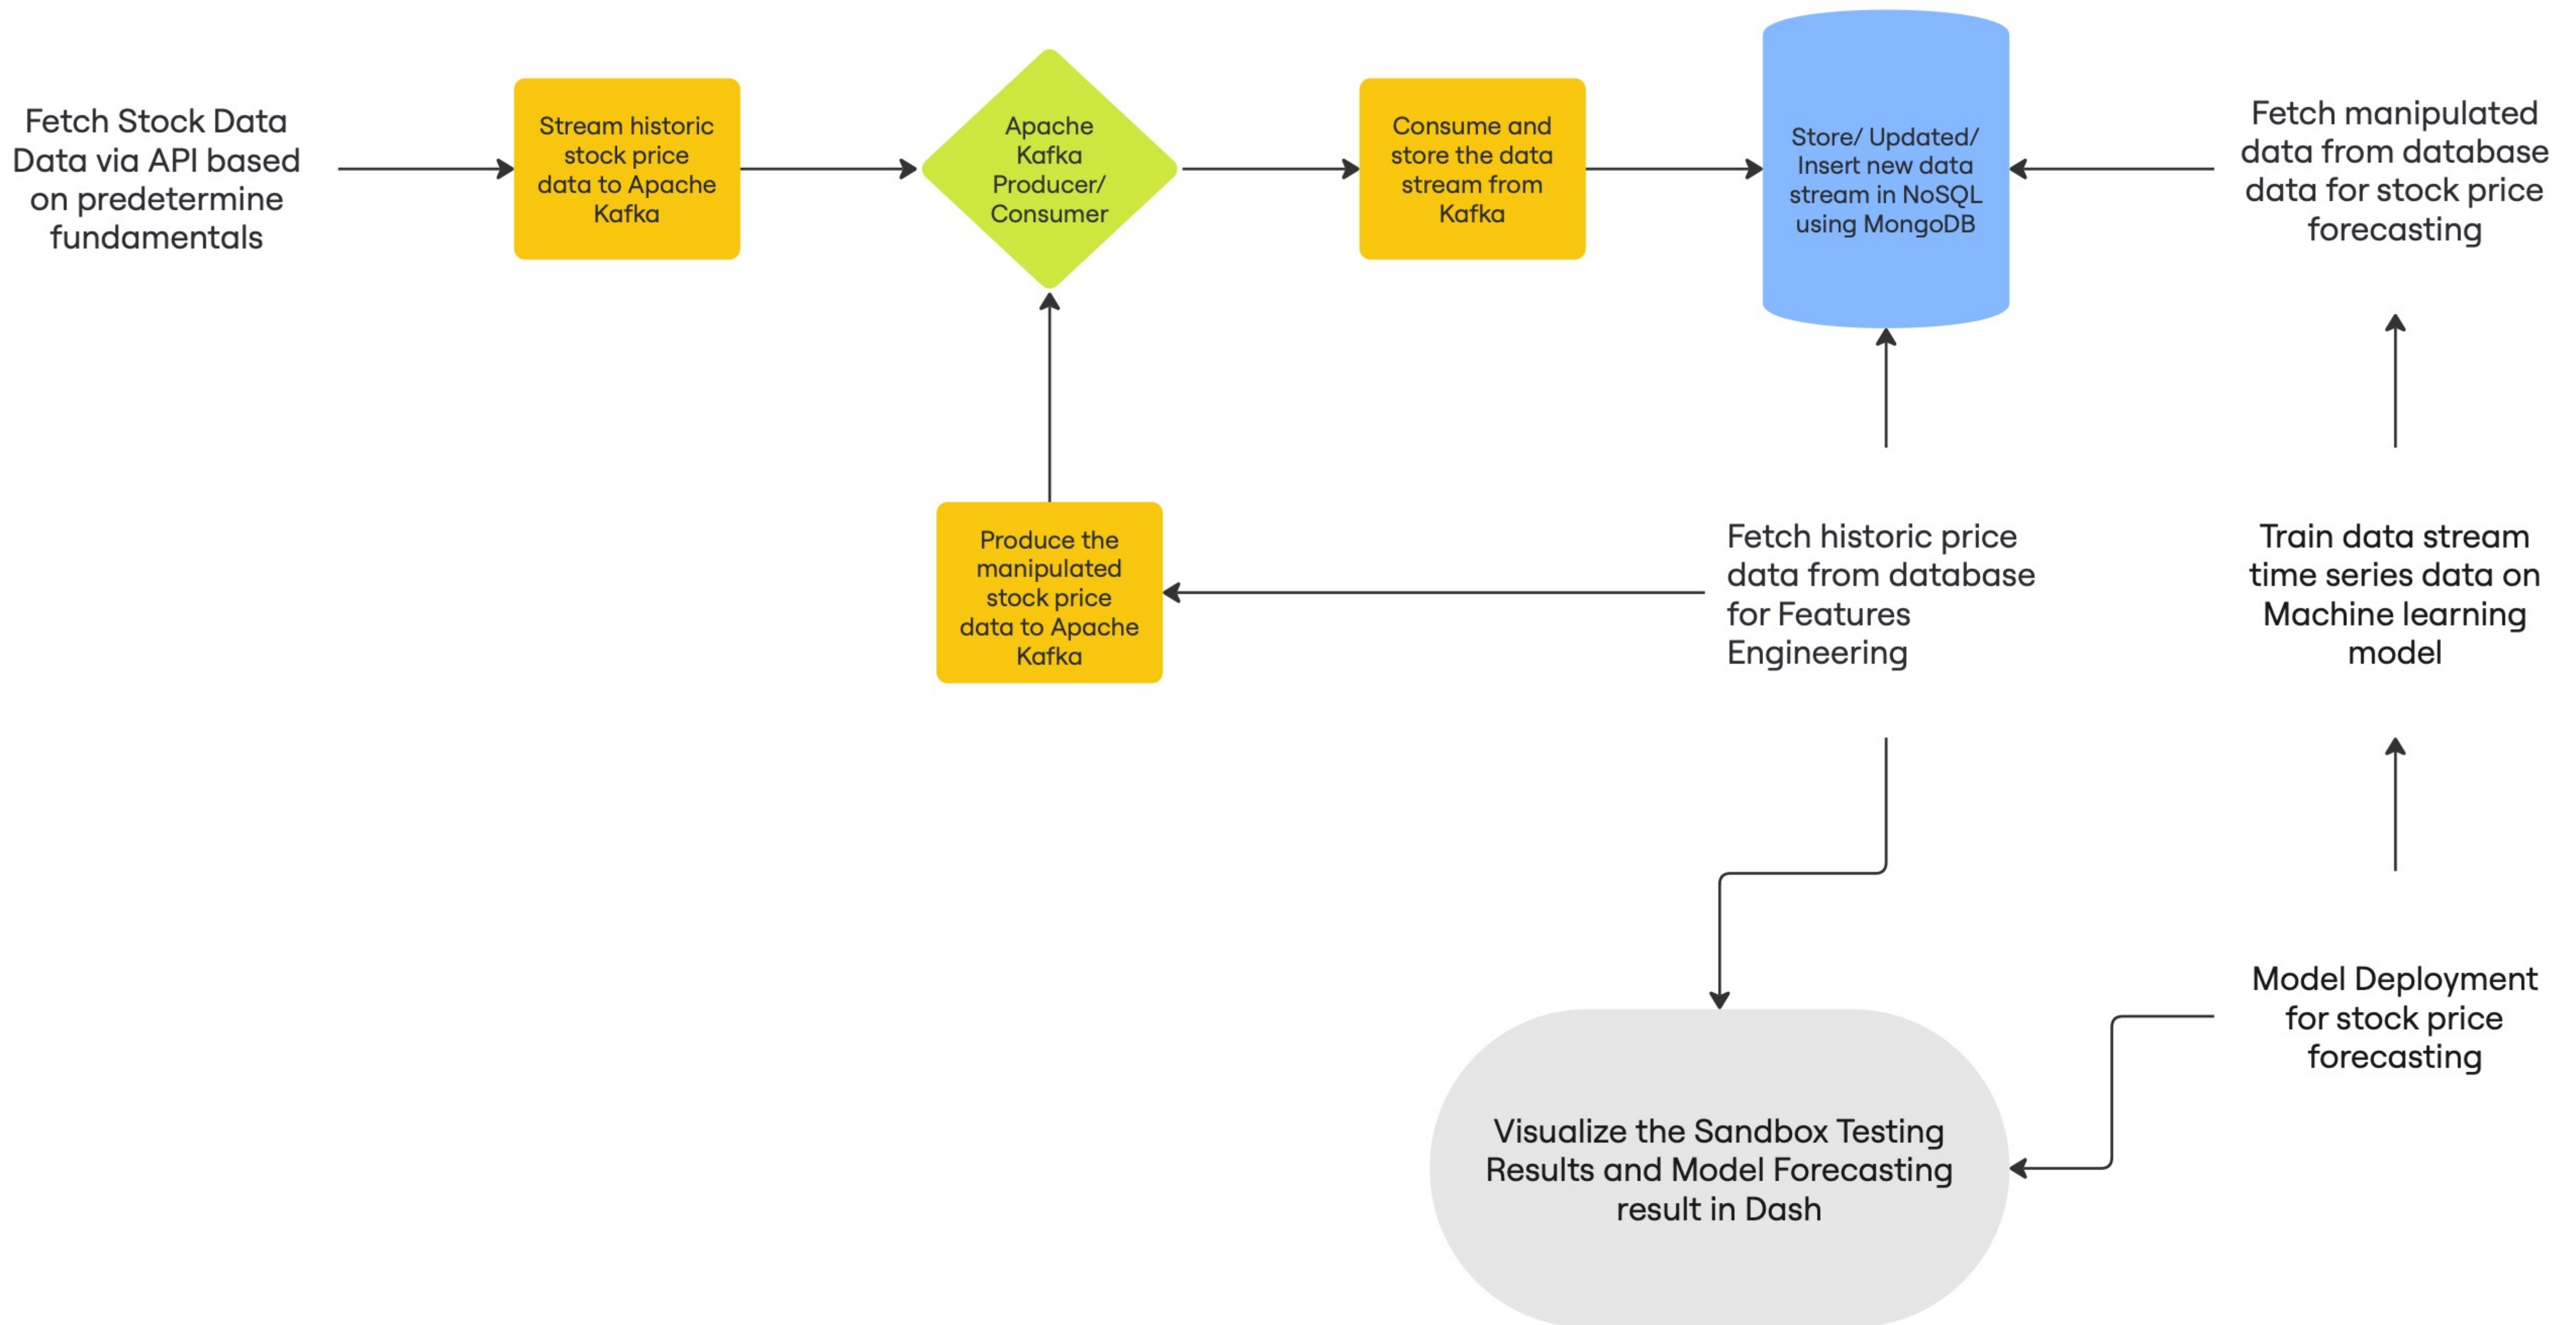 Fetch Stock Data
Data via API based
on predetermine
fundamentals
Stream historic
stock price
data to Apache
Kafka
Apache
Kafka
Producer/
Consumer
Consume and
store the data
stream from
Kafka
Store/ Updated/
Insert new data
stream in NoSQL
using MongoDB
Fetch manipulated
data from database
data for stock price
forecasting
Produce the
manipulated
stock price
data to Apache
Kafka
Fetch historic price
data from database
for Features
Engineering
Train data stream
time series data on
Machine learning
model
Model Deployment
for stock price
forecasting
Visualize the Sandbox Testing
Results and Model Forecasting
result in Dash